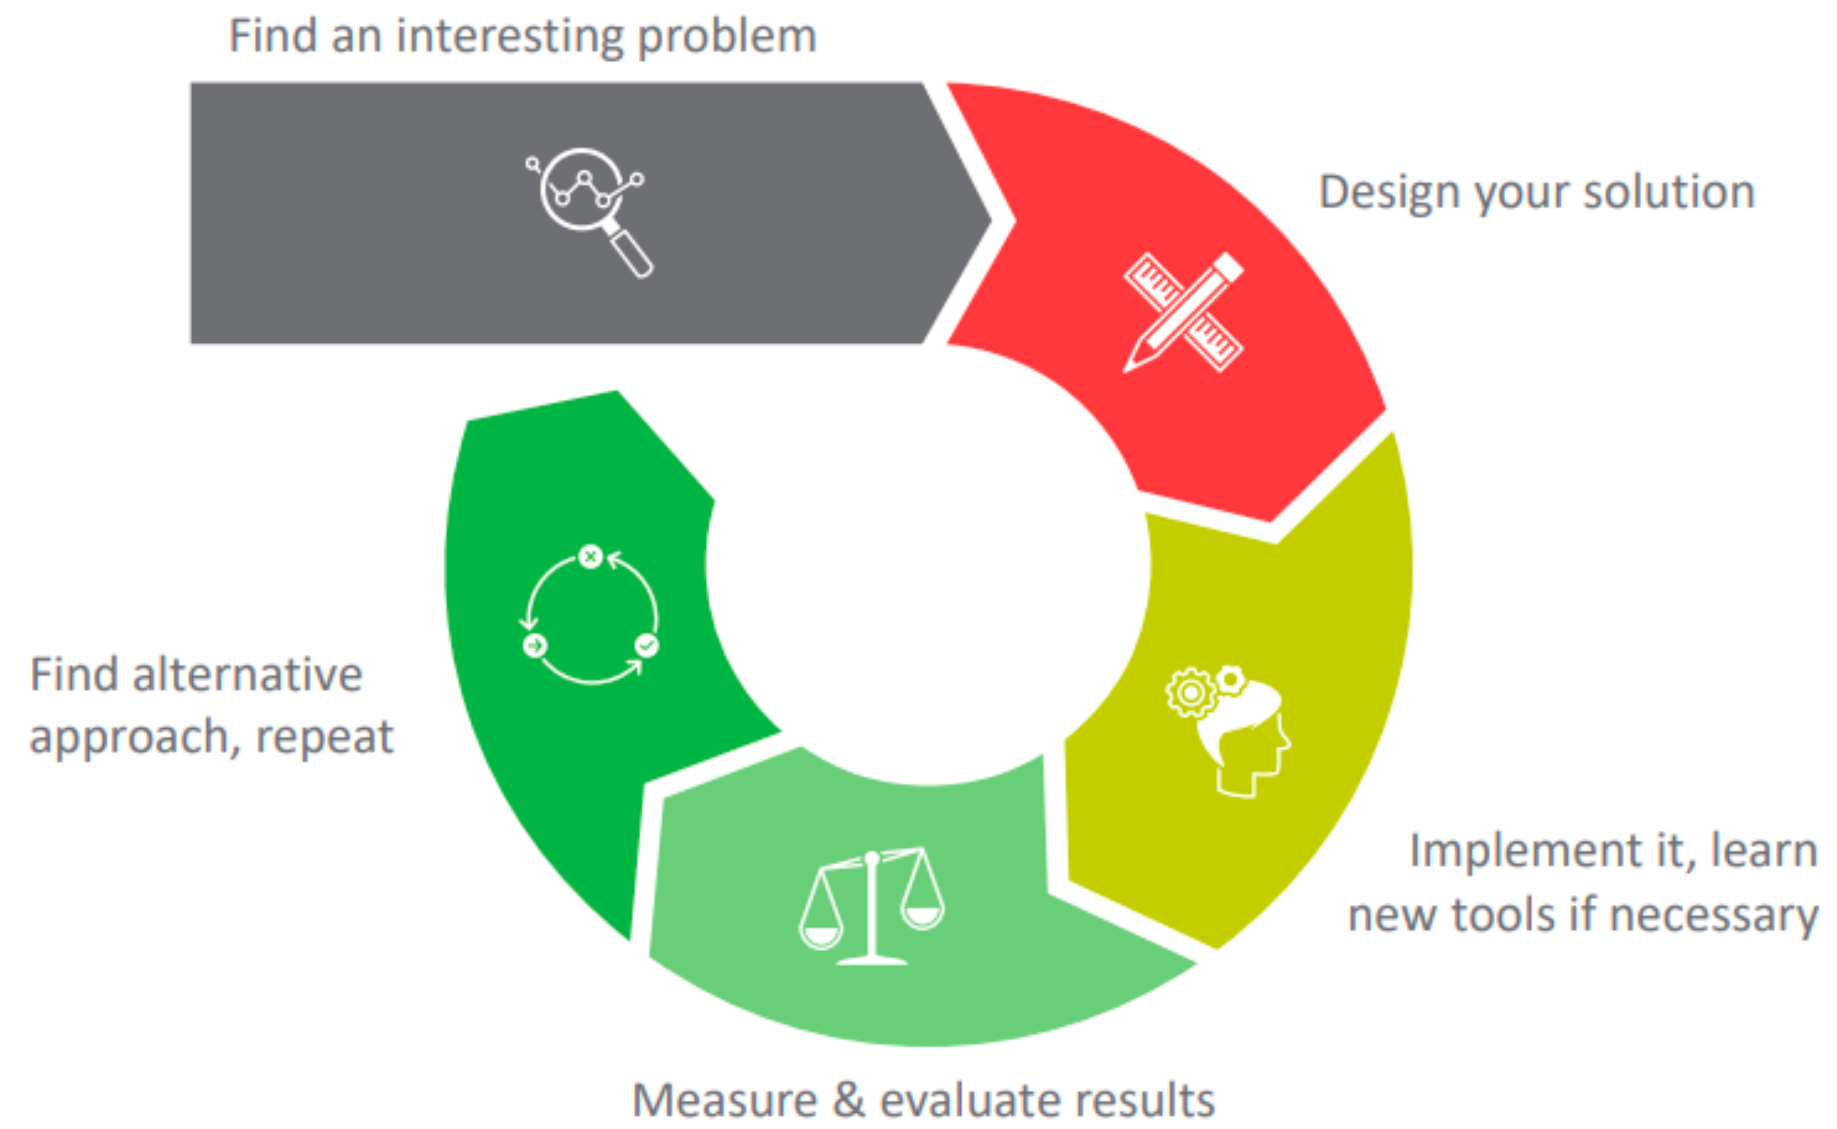 Find an interesting problem
Design your solution
Implement it, learn
new tools if necessary
Measure & evaluate results
Find alternative
approach, repeat